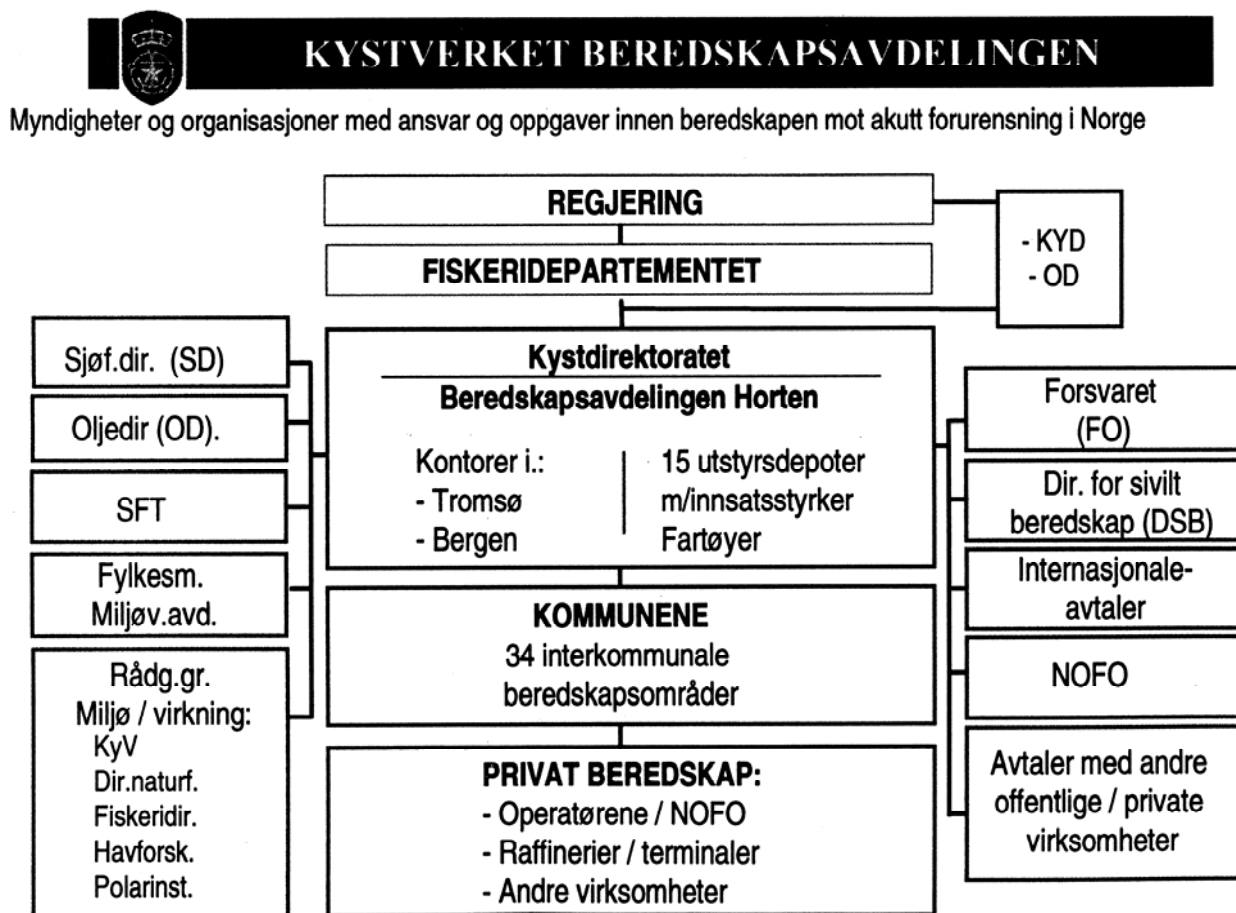 KYSTVERKET BEREDSKAPSAVDELINGEN
Myndigheter og organisasjoner med ansvar og oppgaver innen beredskapen mot akutt forurensning i Norge
REGJERING
- KYD
- OD
FISKERIDEPARTEMENTET
Sjøf.dir. (SD)
Oljedir (OD).
SFT
Fylkesm.
Miljøv.avd.
Rådg.gr.
Miljø / virkning:
KyV
Dir.naturf.
Fiskeridir.
Havforsk.
Polarinst.
Kystdirektoratet
Beredskapsavdelingen Horten
Kontorer i.:
- Tromsø
- Bergen
15 utstyrsdepoter
m/innsatsstyrker
Fartøyer
KOMMUNENE
34 interkommunale
beredskapsområder
PRIVAT BEREDSKAP:
- Operatørene / NOFO
- Raffinerier / terminaler
- Andre virksomheter
Forsvaret
(FO)
Dir. for sivilt
beredskap (DSB)
Internasjonale-
avtaler
NOFO
Avtaler med andre
offentlige / private
virksomheter